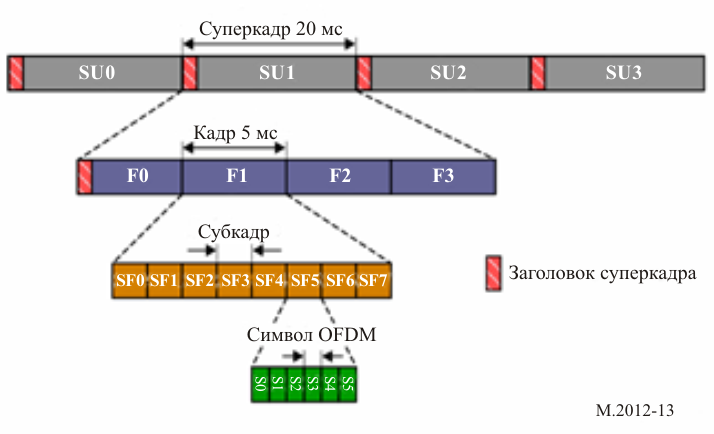 Суперкадр 20 мс
SU0 SU1 SU2 SU3
Кадр 5 мс
F0 F1 F2 F3
Субкадр
SF0 SF1 SF2 SF3 SF4 SF5 SF6 SF7
Заголовок суперкадра
Символ OFDM
S0 S1 S2 S3 S4 S5
M.2012-13